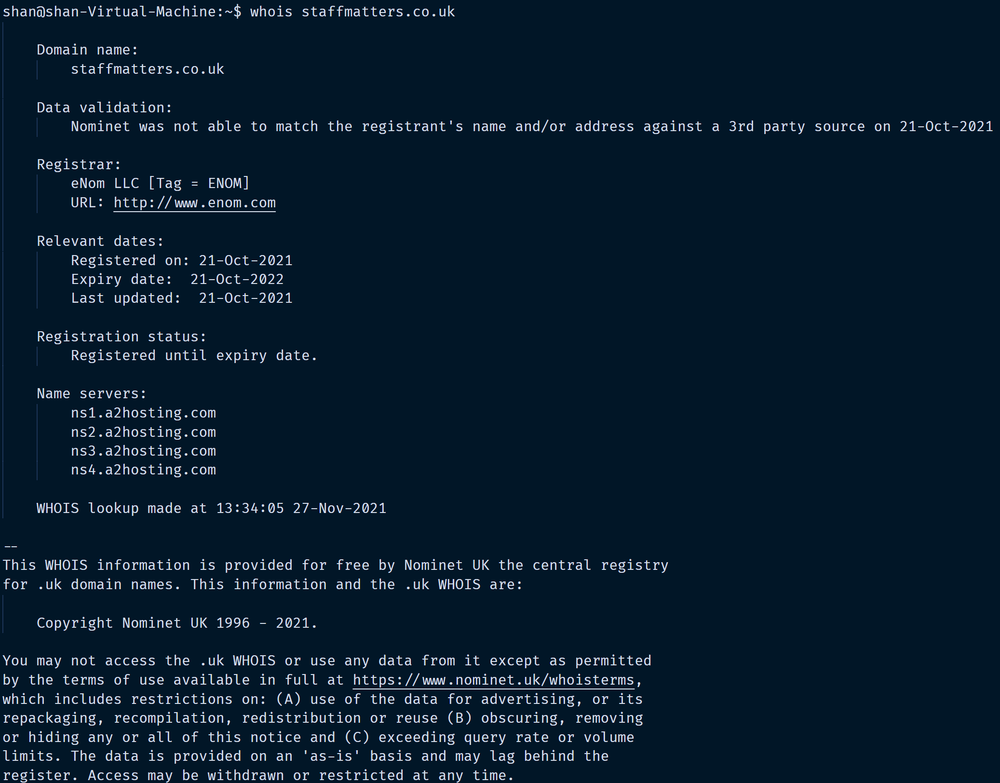 shan@shan-Virtual-Machine:~$ whois staffmatters.co.uk
Domain name:
staffmatters.co.uk
Data validation:
Nominet was not able to match the registrant's name and/or address against a 3rd party source on 21-Oct-2021
Registrar:
eNom LLC [Tag = ENOM]
URL: http://www.enom.com
Relevant dates:
Registered on: 21-Oct-2021
Expiry date:  21-Oct-2022
Last updated:  21-Oct-2021
Registration status:
Registered until expiry date.
Name servers:
ns1.a2hosting.com
ns2.a2hosting.com
ns3.a2hosting.com
ns4.a2hosting.com
WHOIS lookup made at 13:34:05 27-Nov-2021
--
This WHOIS information is provided for free by Nominet UK the central registry
for .uk domain names. This information and the .uk WHOIS are:
Copyright Nominet UK 1996 - 2021.
You may not access the .uk WHOIS or use any data from it except as permitted
by the terms of use available in full at https://www.nominet.uk/whoisterms,
which includes restrictions on: (A) use of the data for advertising, or its
repackaging, recompilation, redistribution or reuse (B) obscuring, removing
or hiding any or all of this notice and (C) exceeding query rate or volume
limits. The data is provided on an 'as-is' basis and may lag behind the
register. Access may be withdrawn or restricted at any time.